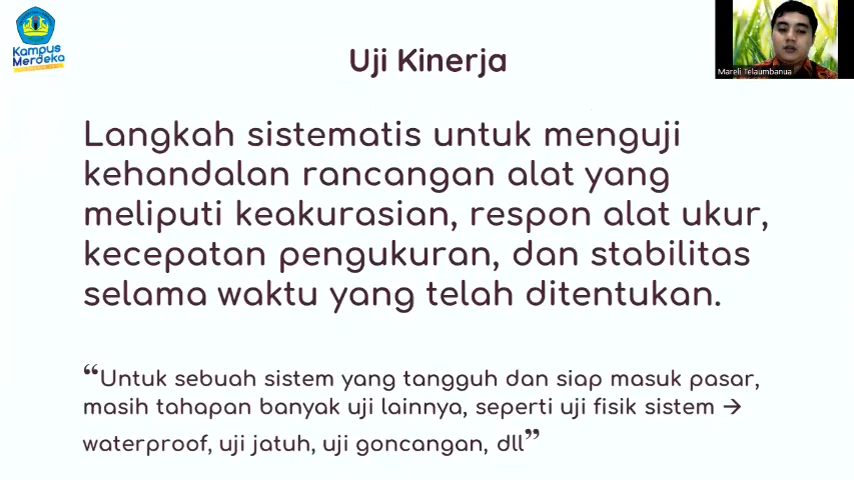 Kampus
Merdeka
Uji Kinerja
Mareli Telaumbanua
Langkah sistematis untuk menguji
kehandalan rancangan alat yang
meliputi keakurasian, respon alat ukur,
kecepatan pengukuran, dan stabilitas
selama waktu yang telah ditentukan.
“Untuk sebuah sistem yang tangguh dan siap masuk pasar,
masih tahapan banyak uji lainnya, seperti uji fisik sistem →
waterproof, uji jatuh, uji goncangan, dll”